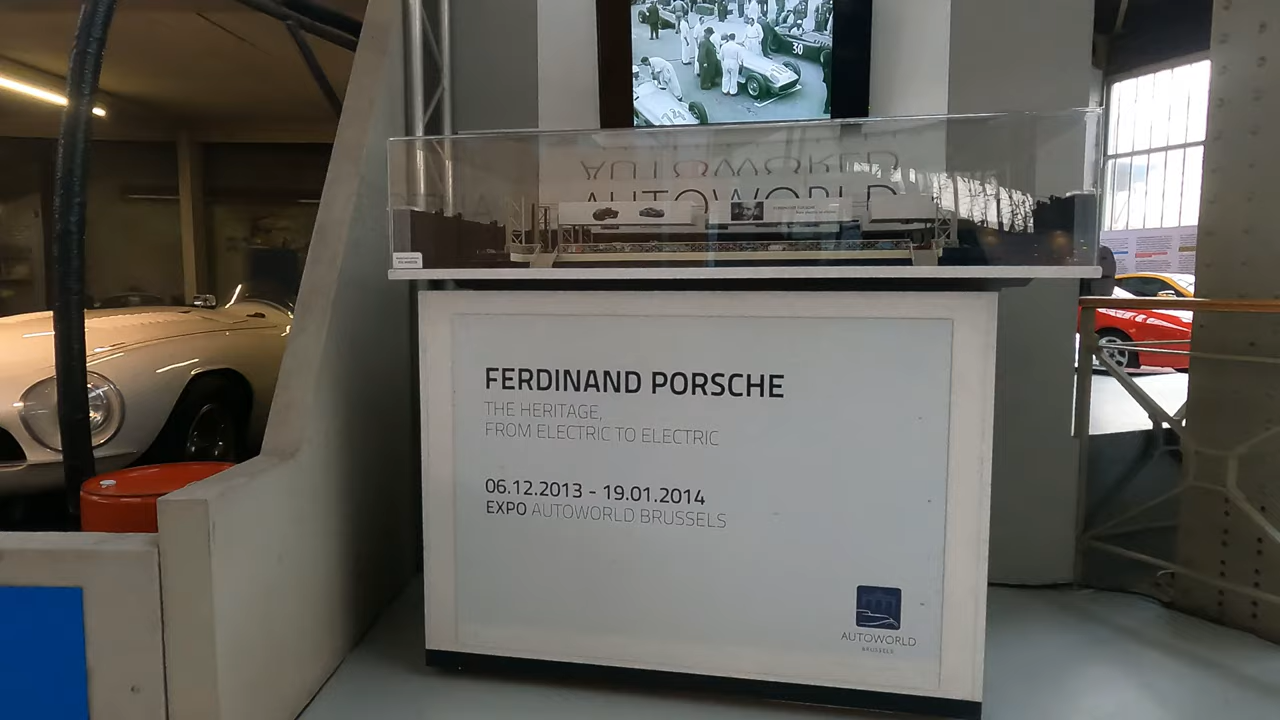 30
AUTOWORLD
FERDINAND PORSCHE
THE HERITAGE,
FROM ELECTRIC TO ELECTRIC
06.12.2013 - 19.01.2014
EXPO AUTOWORLD BRUSSELS
AUTOWORLD
BRUSSELS